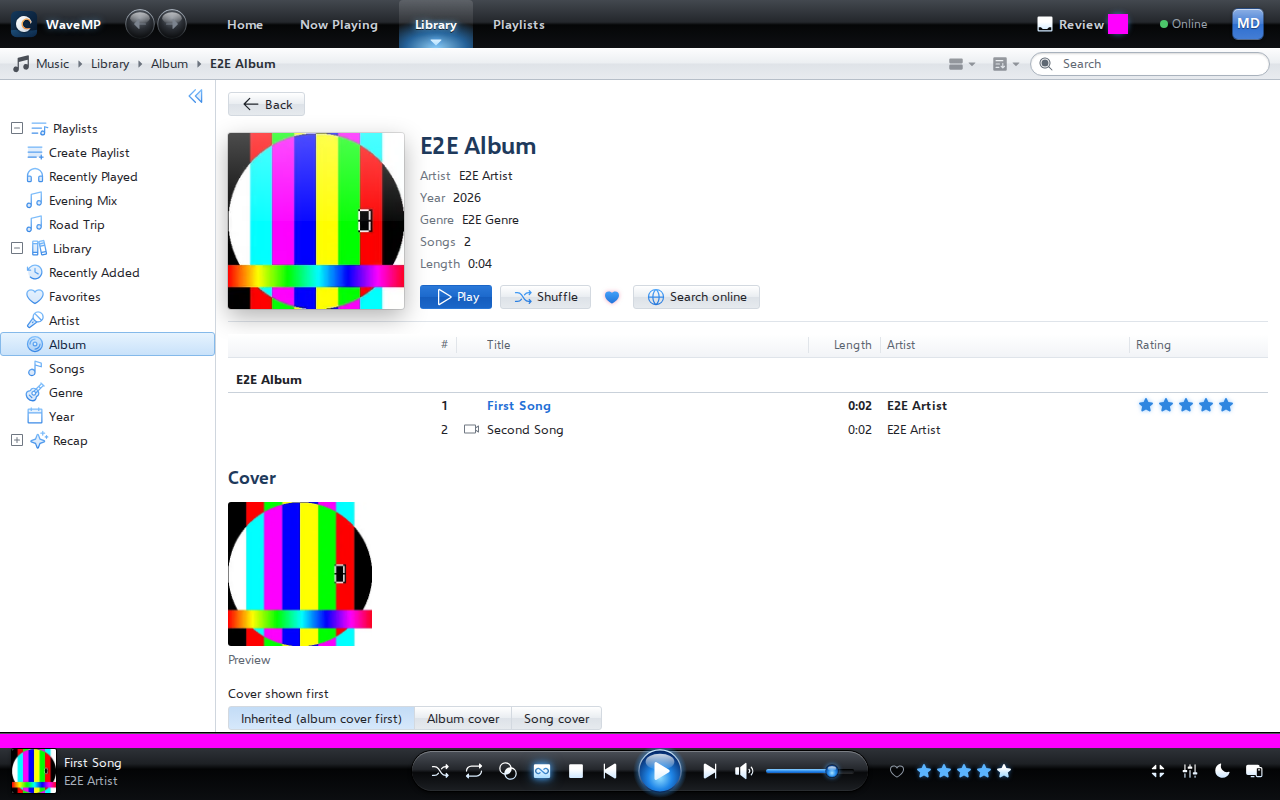 WaveMP
Home
Now Playing
Library
Playlists
Review
Online
MD
Music
Library
Album
E2E Album
Search
Playlists
Create Playlist
Recently Played
Evening Mix
Road Trip
Library
Recently Added
Favorites
Artist
Album
Songs
Genre
Year
Recap
Back
E2E Album
Artist E2E Artist
Year 2026
Genre E2E Genre
Songs 2
Length 0:04
Play
Shuffle
Search online
# Title Length Artist Rating
E2E Album
1 First Song 0:02 E2E Artist
2 Second Song 0:02 E2E Artist
Cover
Preview
Cover shown first
Inherited (album cover first)
Album cover
Song cover
First Song
E2E Artist